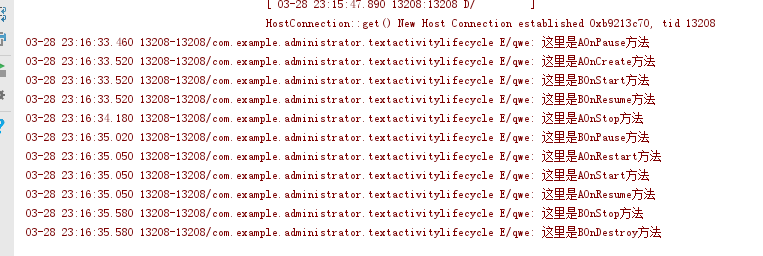 [ 03-28 23:15:47.890 13208:13208 D/ ]
HostConnection::get() New Host Connection established 0xb9213c70, tid 13208
03-28 23:16:33.460 13208-13208/com.example.administrator.textactivitylifecycle E/qwe: 这里是AOnPause方法
03-28 23:16:33.520 13208-13208/com.example.administrator.textactivitylifecycle E/qwe: 这里是AOnCreate方法
03-28 23:16:33.520 13208-13208/com.example.administrator.textactivitylifecycle E/qwe: 这里是BOnStart方法
03-28 23:16:33.520 13208-13208/com.example.administrator.textactivitylifecycle E/qwe: 这里是BOnResume方法
03-28 23:16:34.180 13208-13208/com.example.administrator.textactivitylifecycle E/qwe: 这里是AOnStop方法
03-28 23:16:35.020 13208-13208/com.example.administrator.textactivitylifecycle E/qwe: 这里是BOnPause方法
03-28 23:16:35.050 13208-13208/com.example.administrator.textactivitylifecycle E/qwe: 这里是AOnRestart方法
03-28 23:16:35.050 13208-13208/com.example.administrator.textactivitylifecycle E/qwe: 这里是AOnStart方法
03-28 23:16:35.050 13208-13208/com.example.administrator.textactivitylifecycle E/qwe: 这里是AOnResume方法
03-28 23:16:35.580 13208-13208/com.example.administrator.textactivitylifecycle E/qwe: 这里是BOnStop方法
03-28 23:16:35.580 13208-13208/com.example.administrator.textactivitylifecycle E/qwe: 这里是BOnDestroy方法